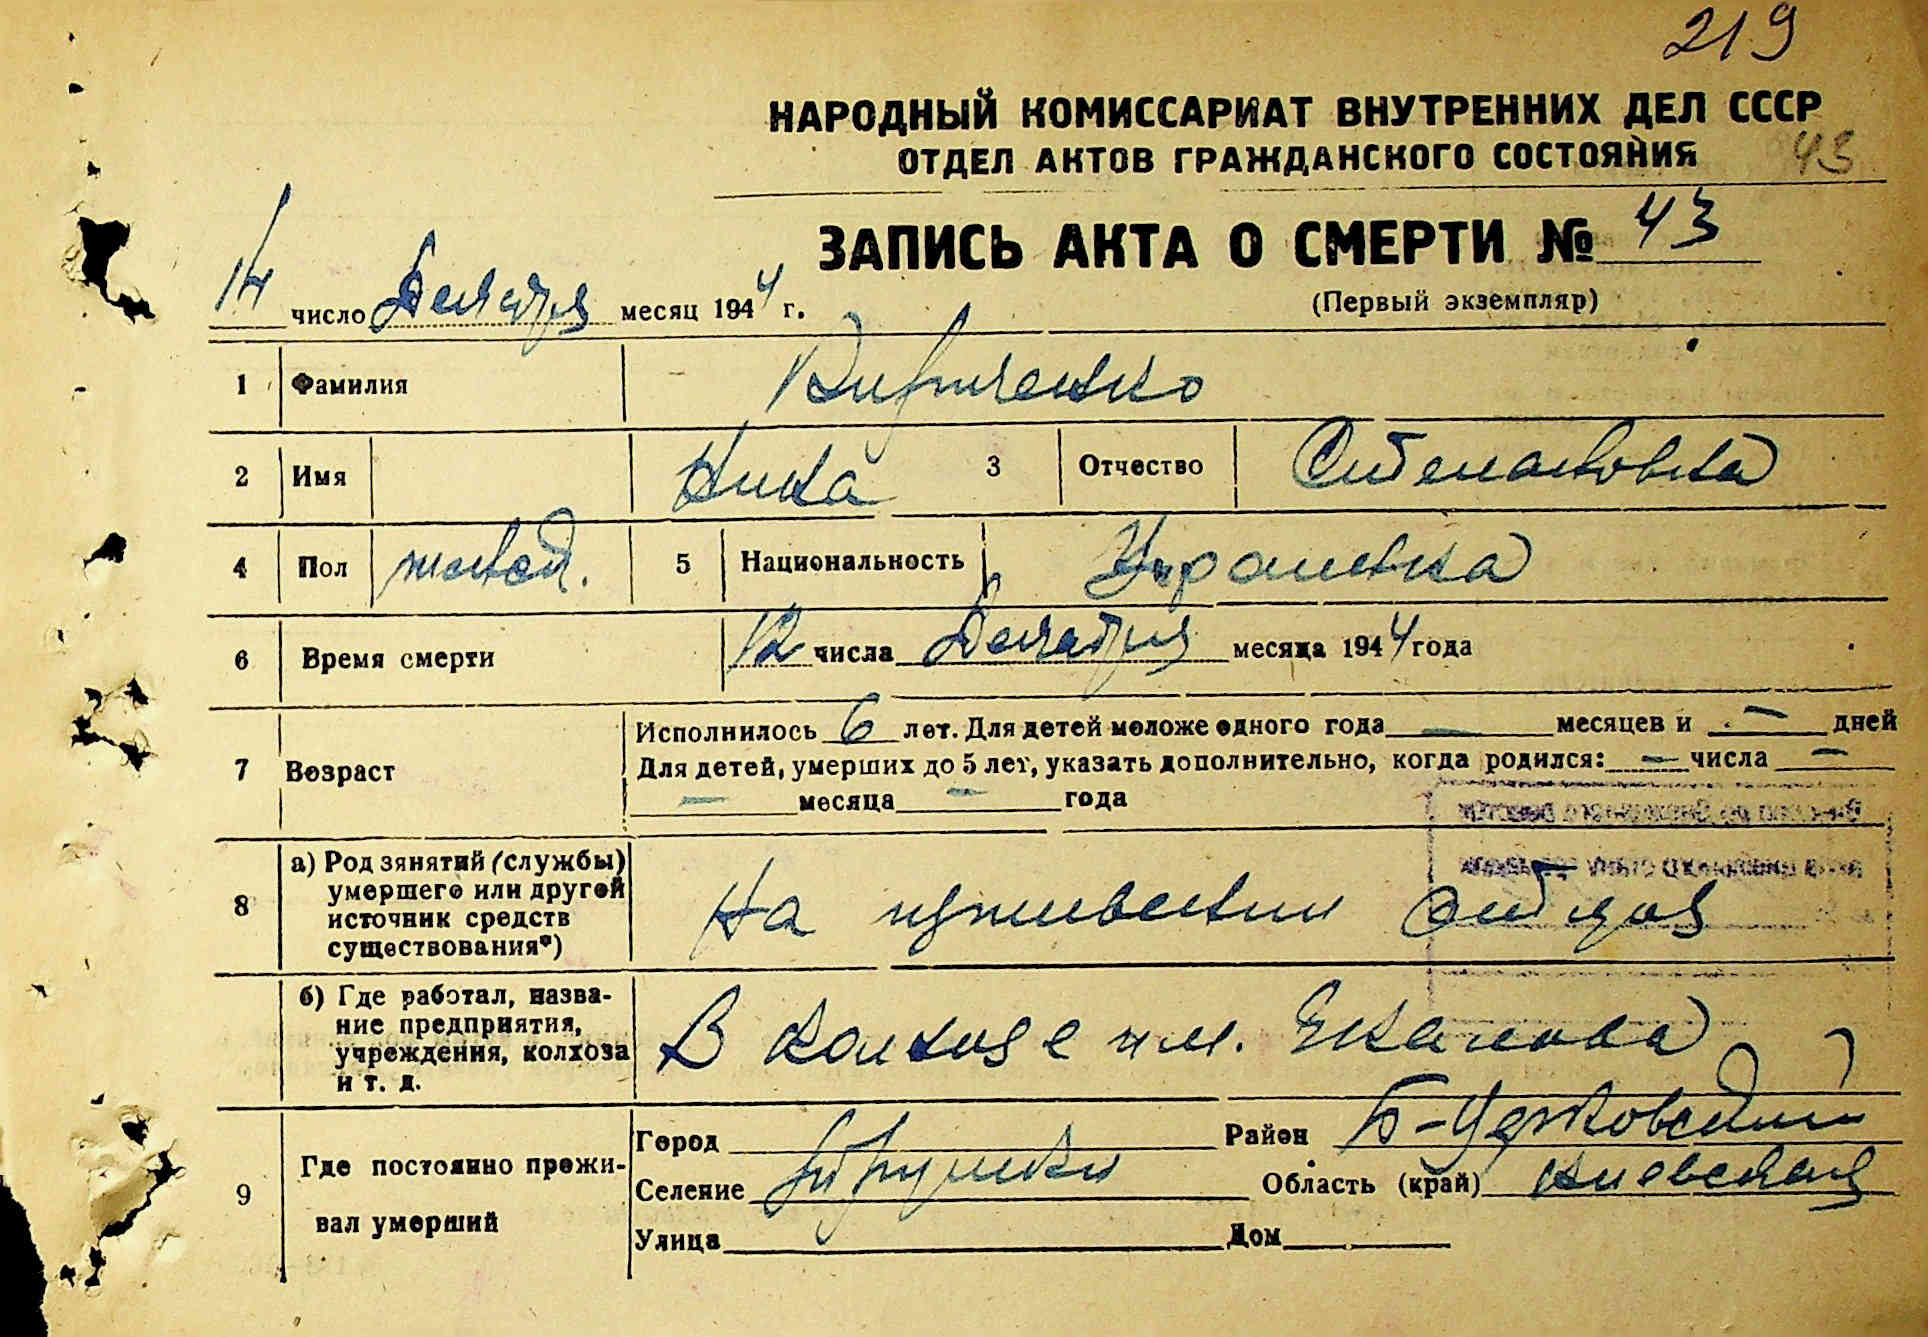 219
НАРОДНЫЙ КОМИССАРИАТ ВНУТРЕННИХ ДЕЛ СССР
ОТДЕЛ АКТОВ ГРАЖДАНСКОГО СОСТОЯНИЯ 43
ЗАПИСЬ АКТА О СМЕРТИ № 43
14 число Декабря месяц 1944 г.
(Первый экземпляр)
1 Фамилия Кириченко
2 Имя Нина 3 Отчество Степановна
4 Пол женск. 5 Национальность Украинка
6 Время смерти 12 числа Декабря месяца 1944 года
Исполнилось 6 лет. Для детей моложе одного года — месяцев и — дней
7 Возраст Для детей, умерших до 5 лет, указать дополнительно, когда родился: — числа —
— месяца — года
8 а) Род занятий (службы)
умершего или другой
источник средств
существования*)
На иждивении отца
б) Где работал, назва-
ние предприятия,
учреждения, колхоза
и т. д.
В колхозе им.
9 Где постоянно прожи-
вал умерший
Город Район Б-Церковский
Селение Область (край) Киевская
Улица Дом